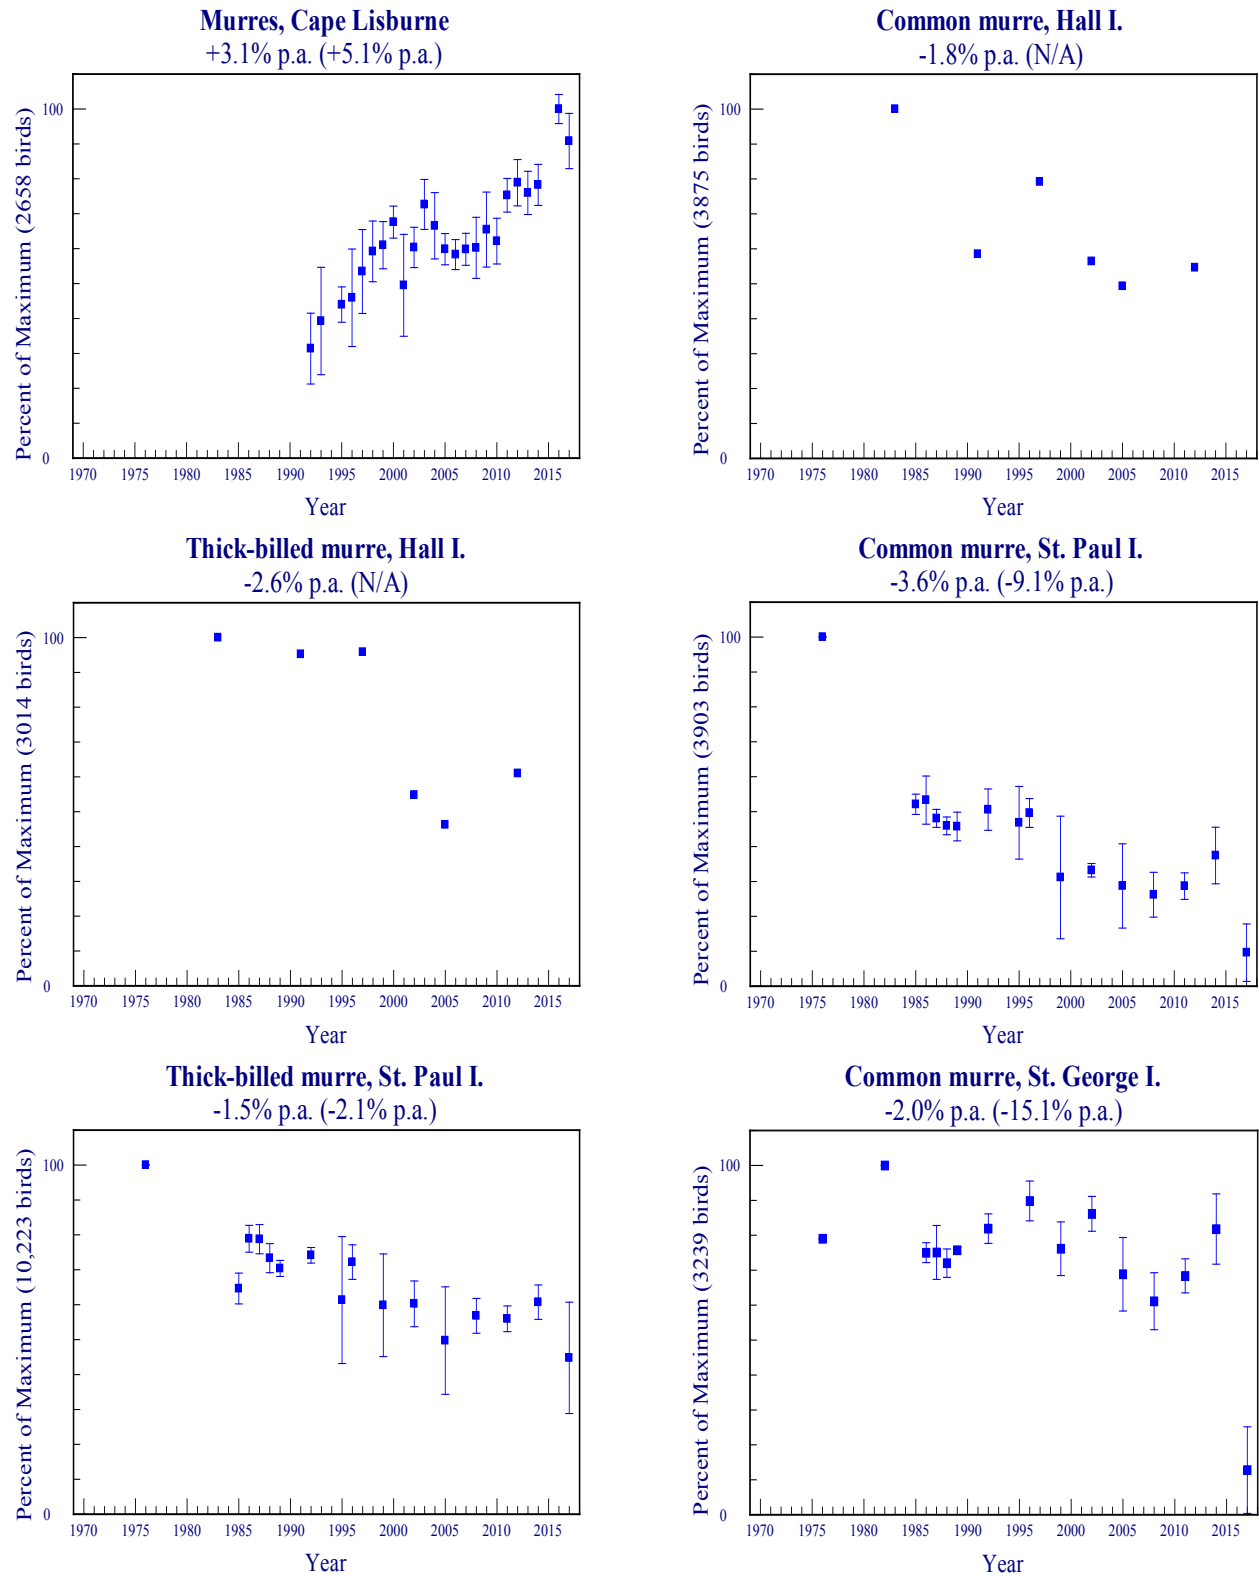 Murres, Cape Lisburne
+3.1% p.a. (+5.1% p.a.)
Percent of Maximum (2658 birds)
100
0
1970 1975 1980 1985 1990 1995 2000 2005 2010 2015
Year
Common murre, Hall I.
-1.8% p.a. (N/A)
Percent of Maximum (3875 birds)
100
0
1970 1975 1980 1985 1990 1995 2000 2005 2010 2015
Year
Thick-billed murre, Hall I.
-2.6% p.a. (N/A)
Percent of Maximum (3014 birds)
100
0
1970 1975 1980 1985 1990 1995 2000 2005 2010 2015
Year
Common murre, St. Paul I.
-3.6% p.a. (-9.1% p.a.)
Percent of Maximum (3903 birds)
100
0
1970 1975 1980 1985 1990 1995 2000 2005 2010 2015
Year
Thick-billed murre, St. Paul I.
-1.5% p.a. (-2.1% p.a.)
Percent of Maximum (10,223 birds)
100
0
1970 1975 1980 1985 1990 1995 2000 2005 2010 2015
Year
Common murre, St. George I.
-2.0% p.a. (-15.1% p.a.)
Percent of Maximum (3239 birds)
100
0
1970 1975 1980 1985 1990 1995 2000 2005 2010 2015
Year